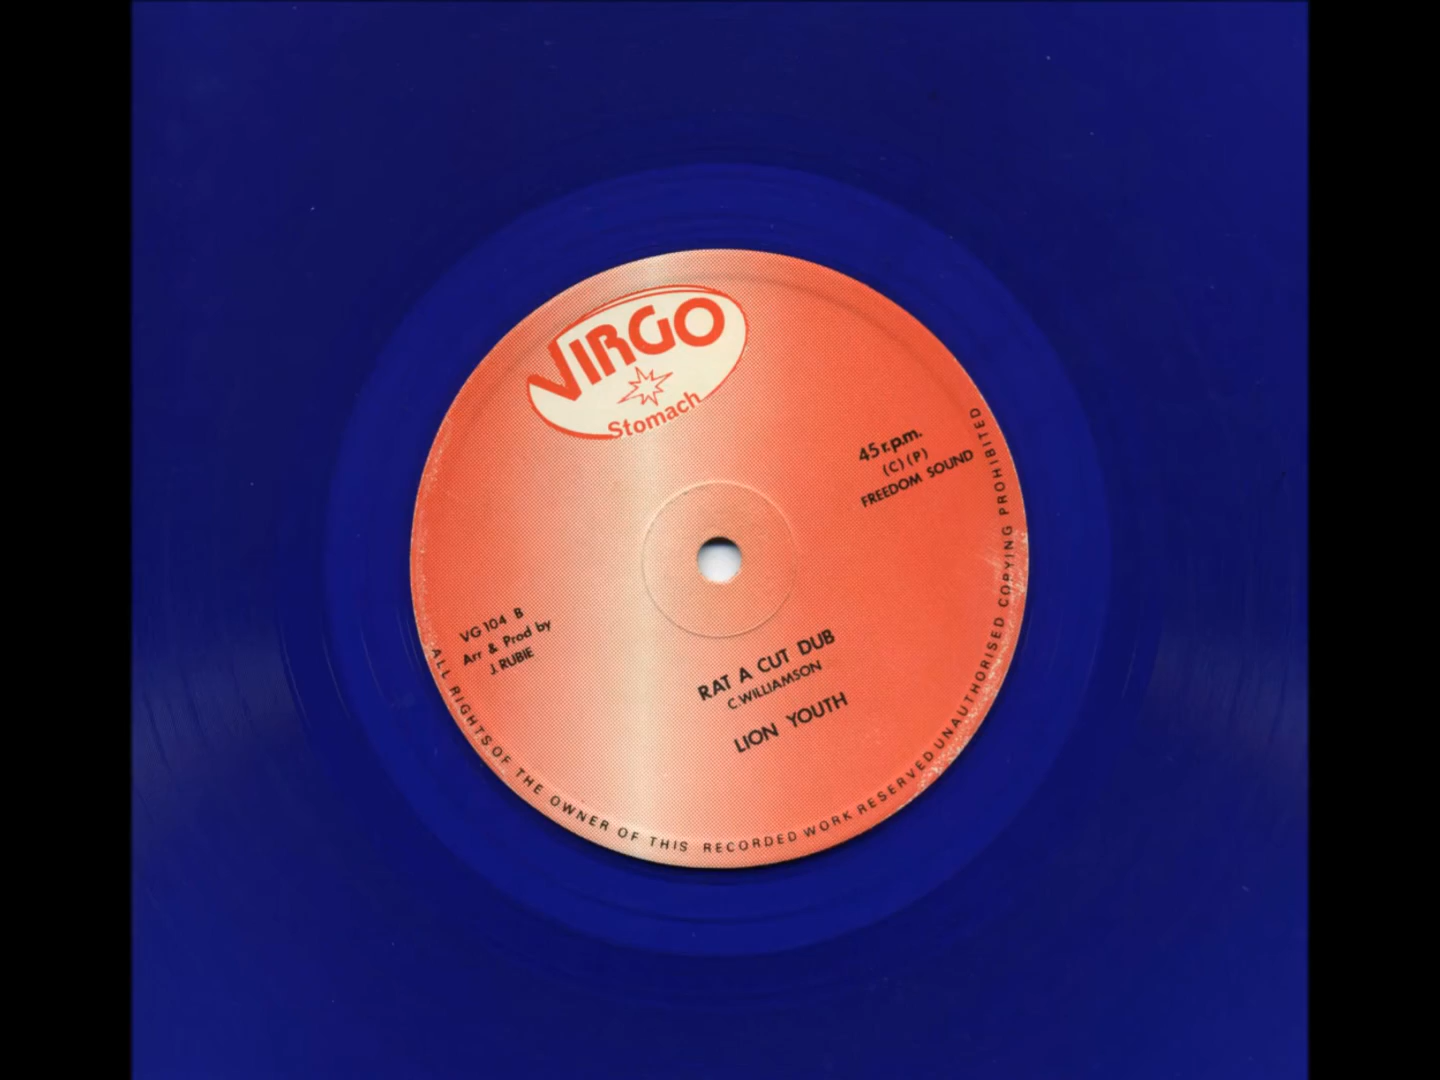 VIRGO
Stomach
45 r.p.m.
(C) (P)
FREEDOM SOUND
VG 104 B
Arr & Prod by
J. RUBIE
RAT A CUT DUB
C. WILLIAMSON
LION YOUTH
ALL RIGHTS OF THE OWNER OF THIS RECORDED WORK RESERVED UNAUTHORISED COPYING PROHIBITED